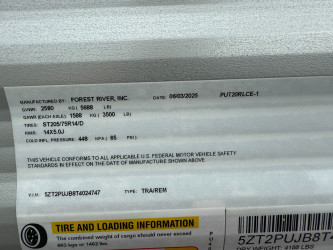 MANUFACTURED BY: FOREST RIVER, INC. DATE: 06/03/2025 PUT29RLCE-1
GVWR: 2580 KG ( 5688 LB)
GAWR (EACH AXLE) 1588 KG ( 3500 LB)
TIRES: ST205/75R14/D
RIMS: 14X5.0J
COLD INFL. PRESSURE: 448 KPA ( 65 PSI.)
THIS VEHICLE CONFORMS TO ALL APPLICABLE U.S. FEDERAL MOTOR VEHICLE SAFETY
STANDARDS IN EFFECT ON THE DATE OF MANUFACTURE SHOWN ABOVE.
V.I.N: 5ZT2PUJB8T4024747 TYPE: TRA/REM
TIRE AND LOADING INFORMATION
The combined weight of cargo should never exceed
5ZT2PUJB8T